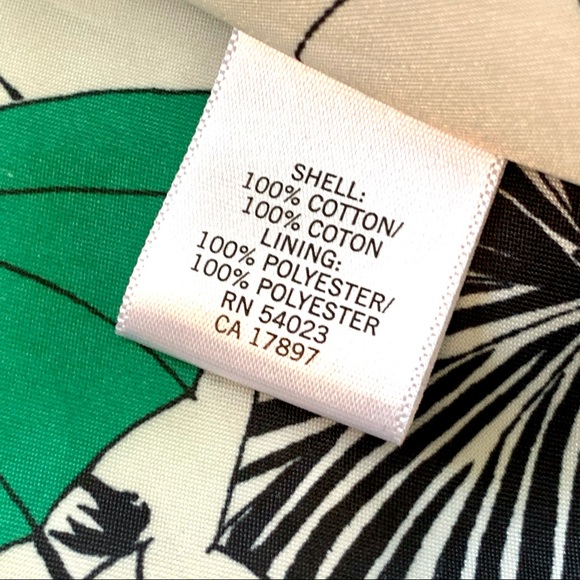 SHELL:
100% COTTON/
100% COTON
LINING:
100% POLYESTER/
100% POLYESTER
RN 54023
CA 17897